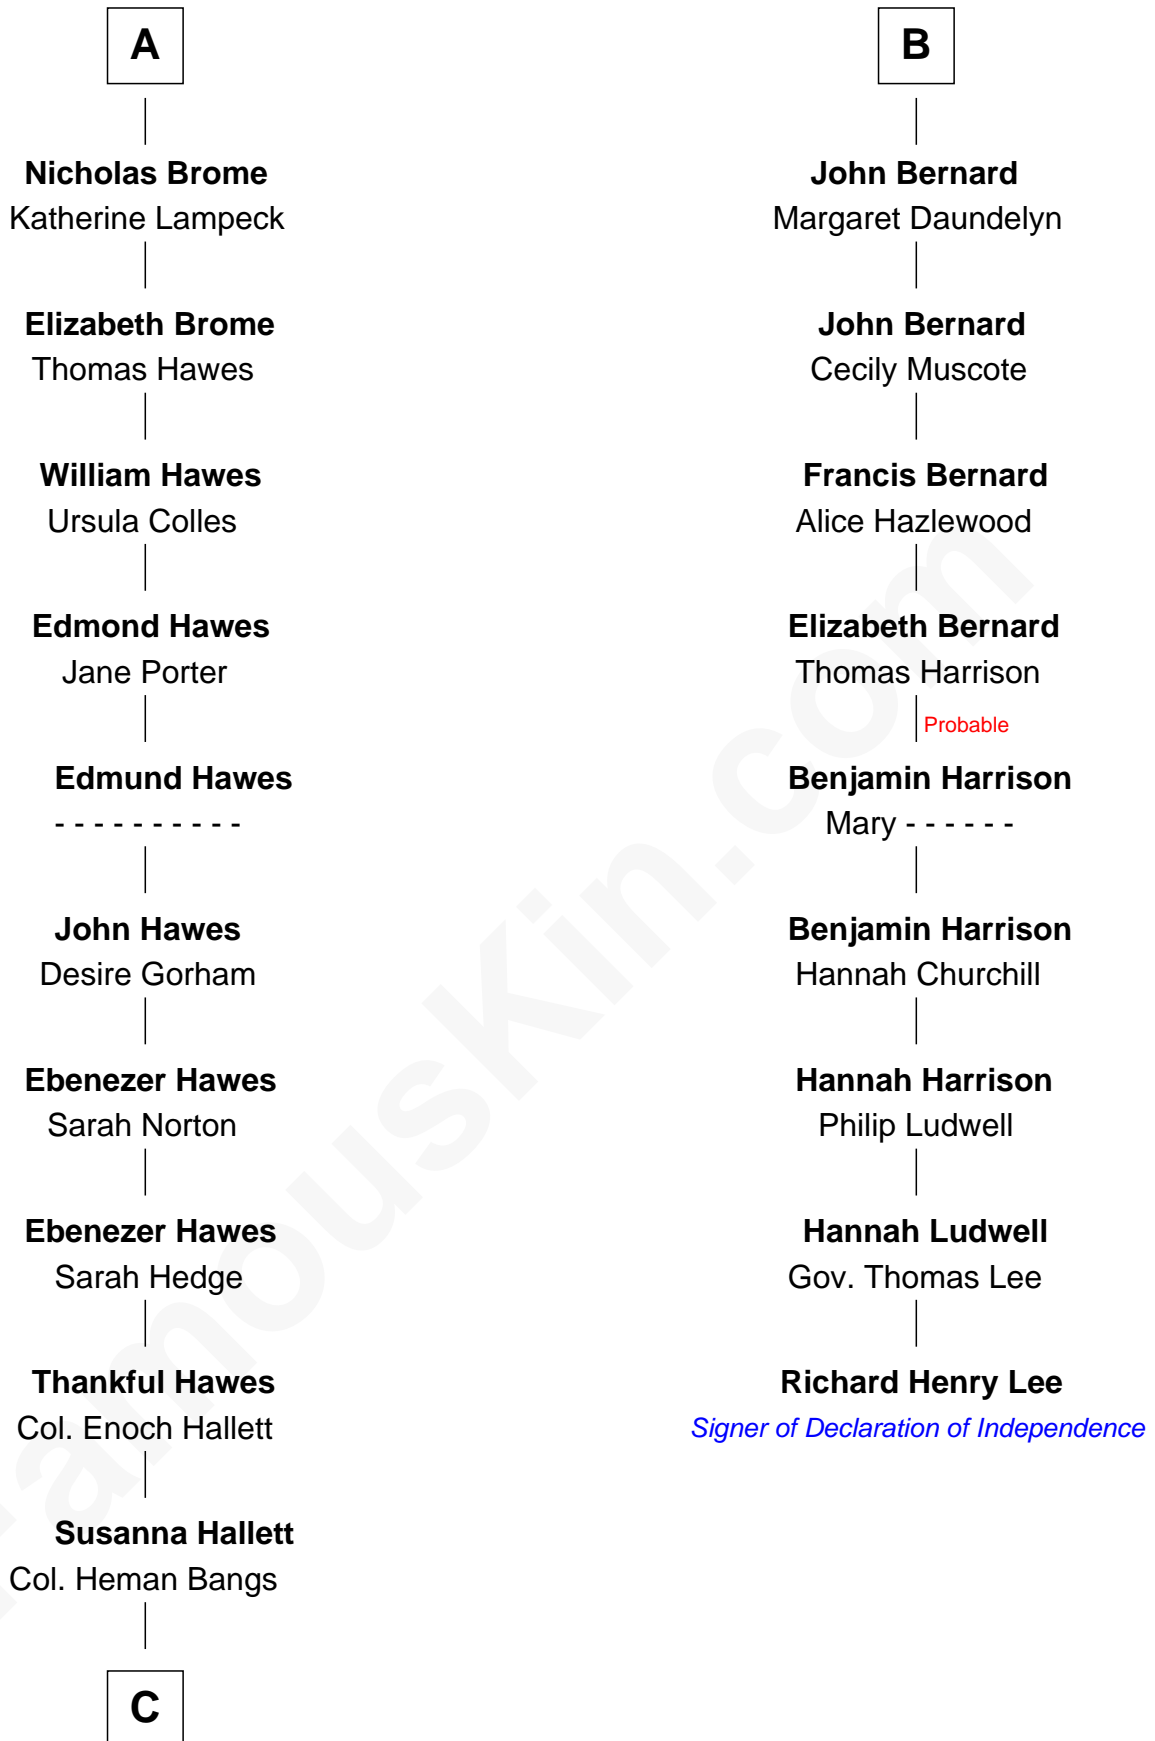 A
Nicholas Brome
Katherine Lampeck
Elizabeth Brome
Thomas Hawes
William Hawes
Ursula Colles
Edmond Hawes
Jane Porter
Edmund Hawes
- - - - - - - - - -
John Hawes
Desire Gorham
Ebenezer Hawes
Sarah Norton
Ebenezer Hawes
Sarah Hedge
Thankful Hawes
Col. Enoch Hallett
Susanna Hallett
Col. Heman Bangs
C
B
John Bernard
Margaret Daundelyn
John Bernard
Cecily Muscote
Francis Bernard
Alice Hazlewood
Elizabeth Bernard
Thomas Harrison
Probable
Benjamin Harrison
Mary - - - - - -
Benjamin Harrison
Hannah Churchill
Hannah Harrison
Philip Ludwell
Hannah Ludwell
Gov. Thomas Lee
Richard Henry Lee
Signer of Declaration of Independence
FamousKin.com